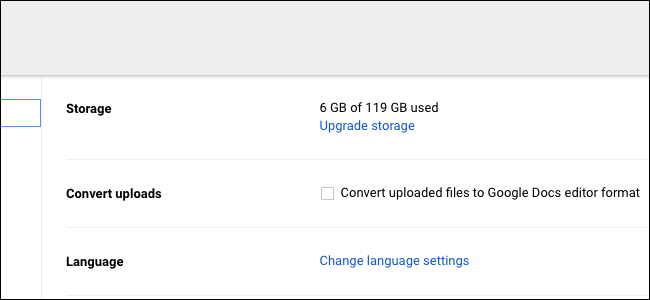 Storage
6 GB of 119 GB used
Upgrade storage
Convert uploads
Convert uploaded files to Google Docs editor format
Language
Change language settings